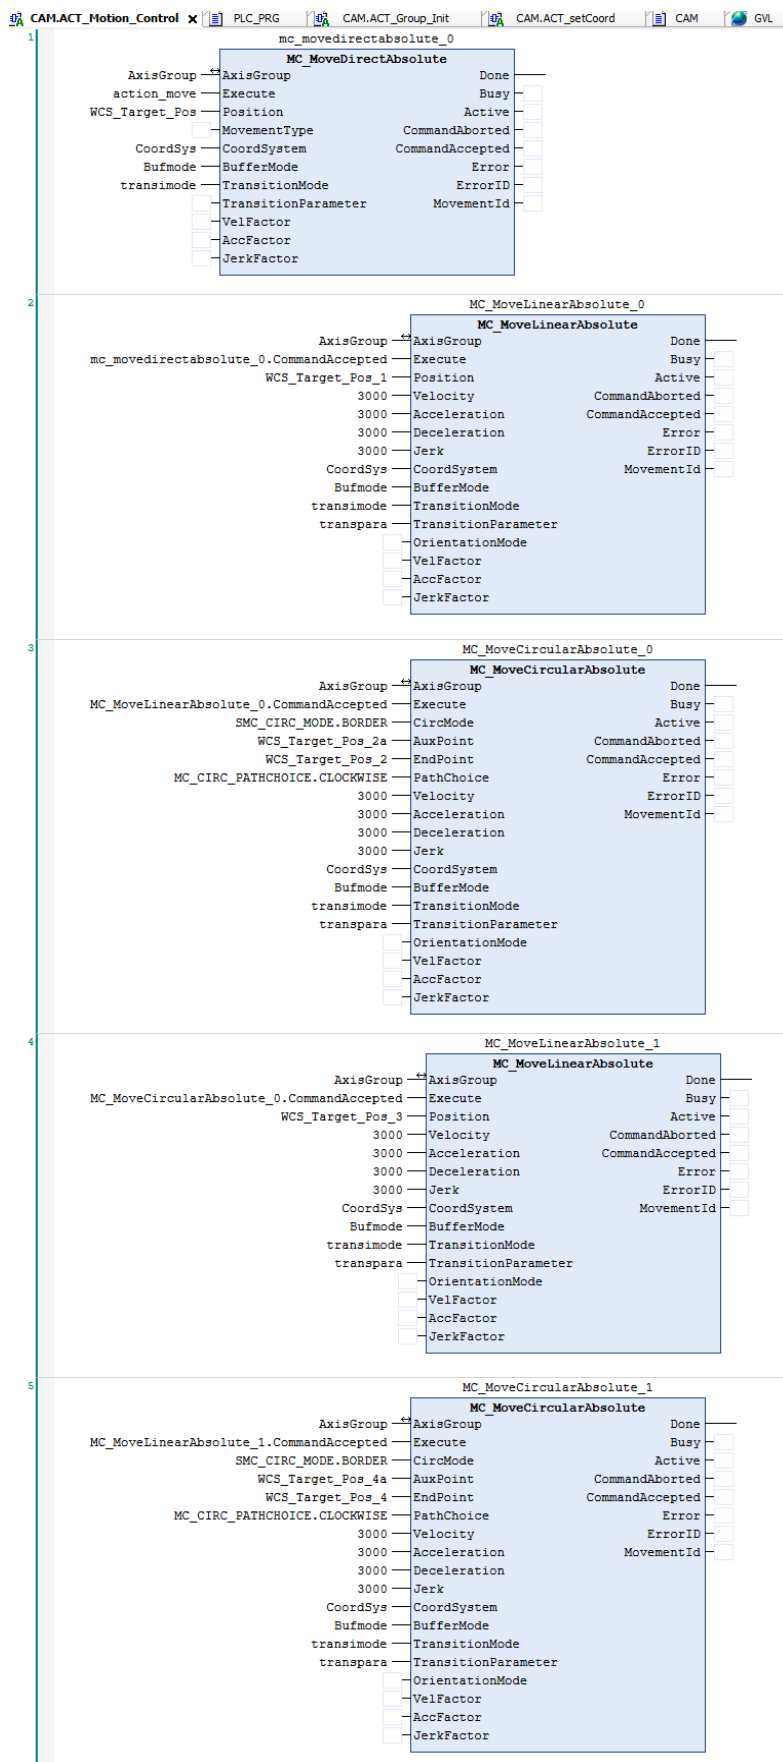 CAM.ACT_Motion_Control x PLC_PRG CAM.ACT_Group_Init CAM.ACT_setCoord CAM GVL
1
mc_movedirectabsolute_0
MC_MoveDirectAbsolute
AxisGroup AxisGroup Done
action_move Execute Busy
WCS_Target_Pos Position Active
MovementType CommandAborted
CoordSys CoordSystem CommandAccepted
Bufmode BufferMode Error
transimode TransitionMode ErrorID
TransitionParameter MovementId
VelFactor
AccFactor
JerkFactor
2
MC_MoveLinearAbsolute_0
MC_MoveLinearAbsolute
AxisGroup AxisGroup Done
mc_movedirectabsolute_0.CommandAccepted Execute Busy
WCS_Target_Pos_1 Position Active
3000 Velocity CommandAborted
3000 Acceleration CommandAccepted
3000 Deceleration Error
3000 Jerk ErrorID
CoordSys CoordSystem MovementId
Bufmode BufferMode
transimode TransitionMode
transpara TransitionParameter
OrientationMode
VelFactor
AccFactor
JerkFactor
3
MC_MoveCircularAbsolute_0
MC_MoveCircularAbsolute
AxisGroup AxisGroup Done
MC_MoveLinearAbsolute_0.CommandAccepted Execute Busy
SMC_CIRC_MODE.BORDER CircMode Active
WCS_Target_Pos_2a AuxPoint CommandAborted
WCS_Target_Pos_2 EndPoint CommandAccepted
MC_CIRC_PATHCHOICE.CLOCKWISE PathChoice Error
3000 Velocity ErrorID
3000 Acceleration MovementId
3000 Deceleration
3000 Jerk
CoordSys CoordSystem
Bufmode BufferMode
transimode TransitionMode
transpara TransitionParameter
OrientationMode
VelFactor
AccFactor
JerkFactor
4
MC_MoveLinearAbsolute_1
MC_MoveLinearAbsolute
AxisGroup AxisGroup Done
MC_MoveCircularAbsolute_0.CommandAccepted Execute Busy
WCS_Target_Pos_3 Position Active
3000 Velocity CommandAborted
3000 Acceleration CommandAccepted
3000 Deceleration Error
3000 Jerk ErrorID
CoordSys CoordSystem MovementId
Bufmode BufferMode
transimode TransitionMode
transpara TransitionParameter
OrientationMode
VelFactor
AccFactor
JerkFactor
5
MC_MoveCircularAbsolute_1
MC_MoveCircularAbsolute
AxisGroup AxisGroup Done
MC_MoveLinearAbsolute_1.CommandAccepted Execute Busy
SMC_CIRC_MODE.BORDER CircMode Active
WCS_Target_Pos_4a AuxPoint CommandAborted
WCS_Target_Pos_4 EndPoint CommandAccepted
MC_CIRC_PATHCHOICE.CLOCKWISE PathChoice Error
3000 Velocity ErrorID
3000 Acceleration MovementId
3000 Deceleration
3000 Jerk
CoordSys CoordSystem
Bufmode BufferMode
transimode TransitionMode
transpara TransitionParameter
OrientationMode
VelFactor
AccFactor
JerkFactor